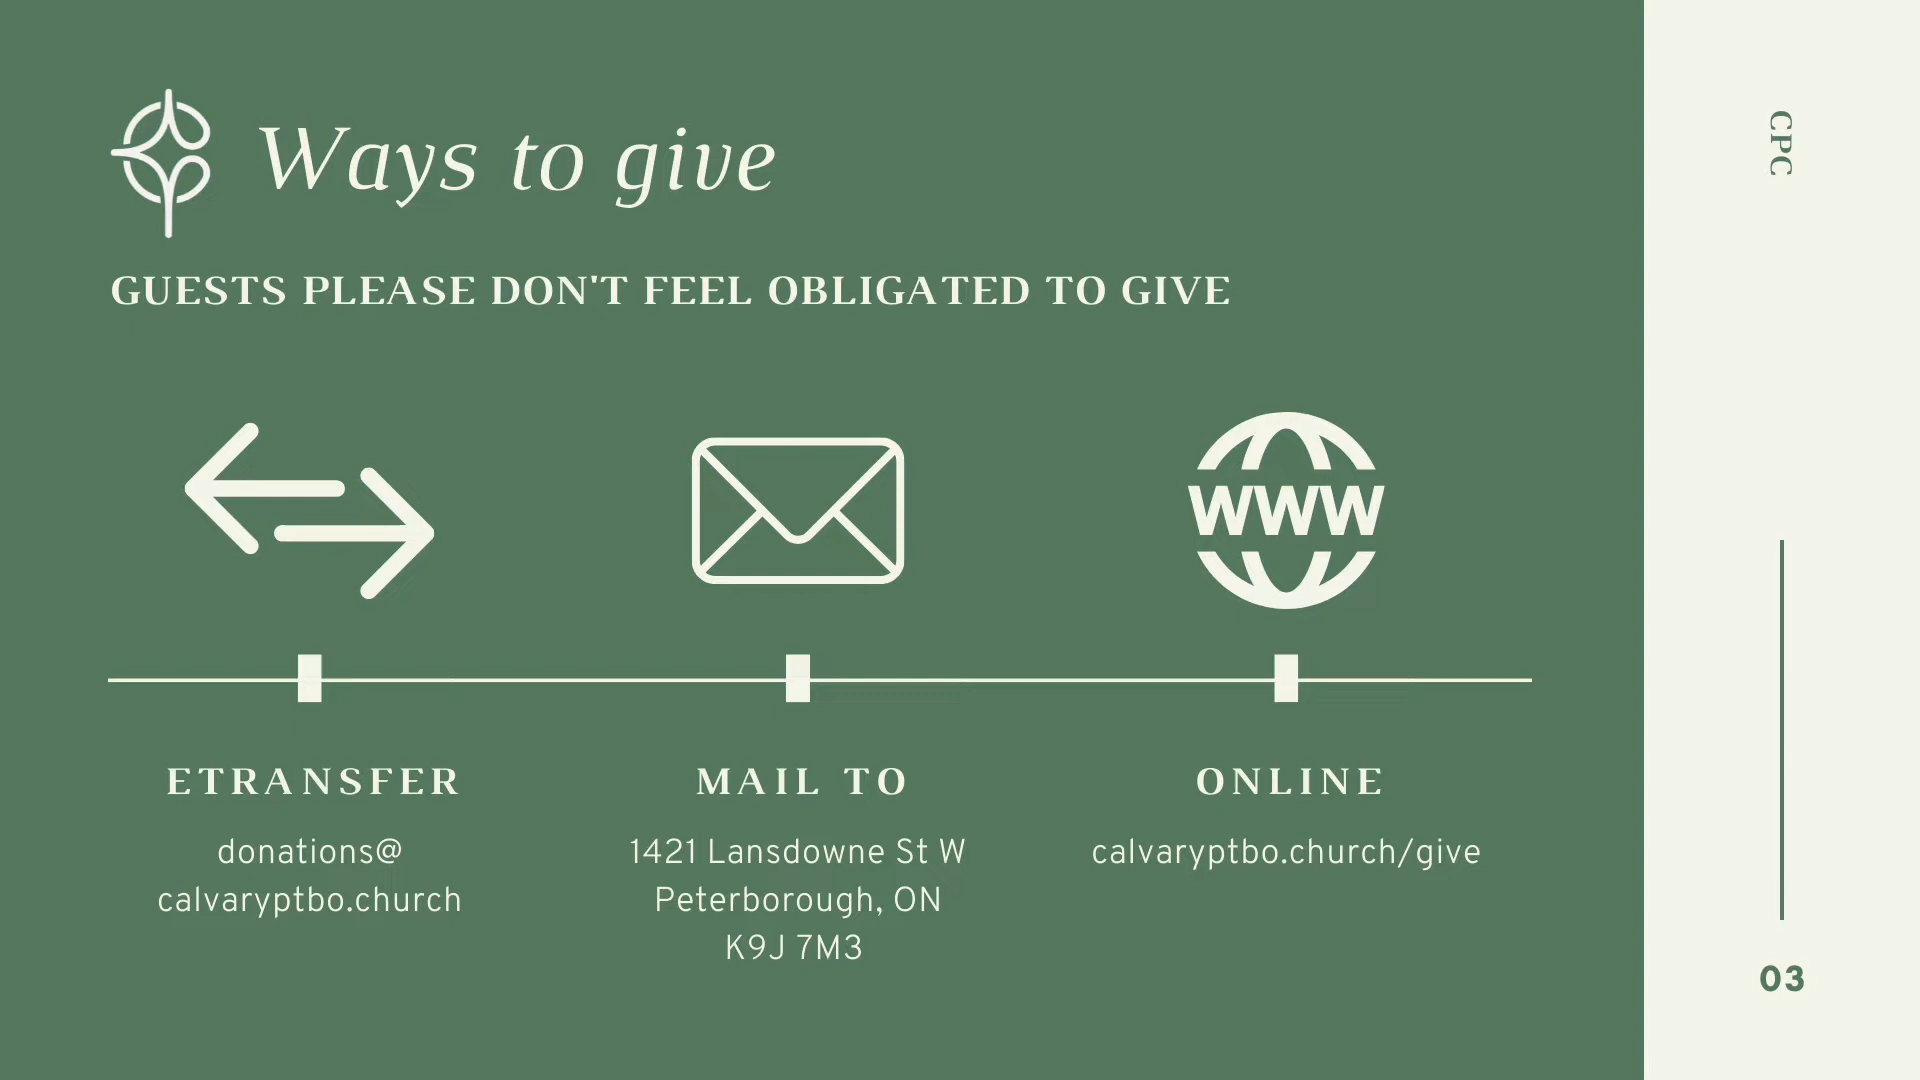 Ways to give
GUESTS PLEASE DON'T FEEL OBLIGATED TO GIVE
WWW
ETRANSFER
donations@
calvaryptbo.church
MAIL TO
1421 Lansdowne St W
Peterborough, ON
K9J 7M3
ONLINE
calvaryptbo.church/give
CPC
03